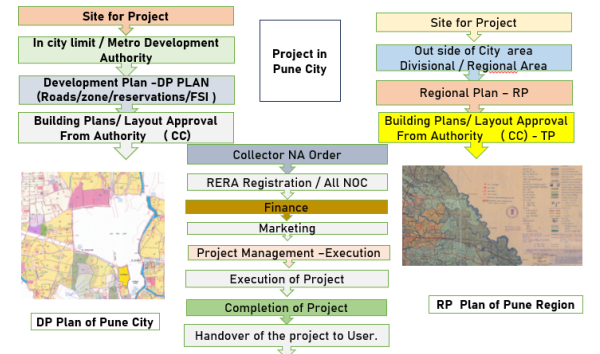 Site for Project
In city limit / Metro Development
Authority
Development Plan -DP PLAN
(Roads/zone/reservations/FSI )
Building Plans/ Layout Approval
From Authority ( CC)
Project in
Pune City
Site for Project
Out side of City area
Divisional / Regional Area
Regional Plan – RP
Building Plans/ Layout Approval
From Authority ( CC) - TP
Collector NA Order
RERA Registration / All NOC
Finance
Marketing
Project Management –Execution
Execution of Project
Completion of Project
Handover of the project to User.
DP Plan of Pune City
RP Plan of Pune Region